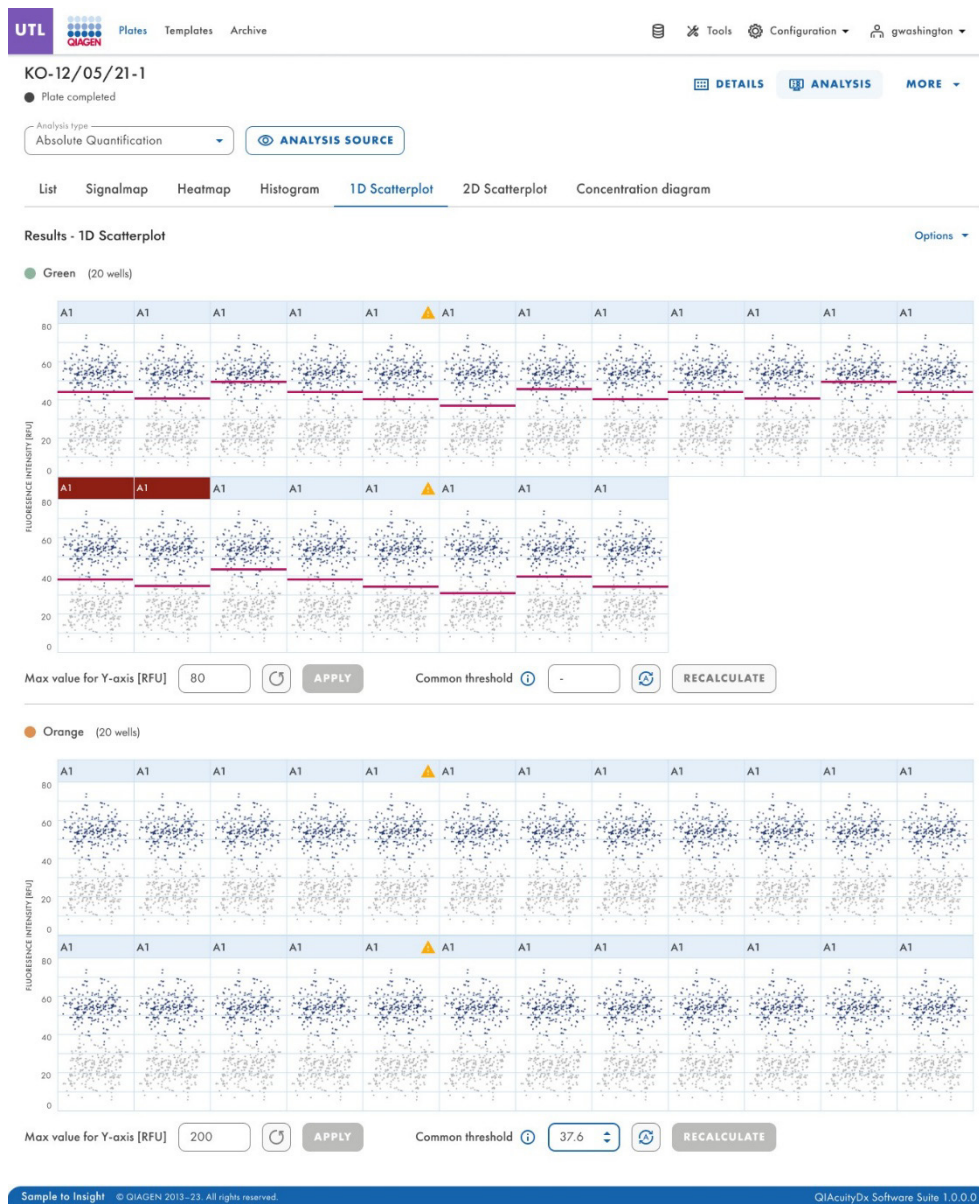 UTL QIAGEN Plates Templates Archive Tools Configuration gwashington
KO-12/05/21-1
Plate completed
DETAILS ANALYSIS MORE
Analysis type
Absolute Quantification
ANALYSIS SOURCE
List Signalmap Heatmap Histogram 1D Scatterplot 2D Scatterplot Concentration diagram
Results - 1D Scatterplot Options
Green (20 wells)
FLUORESENCE INTENSITY [RFU]
A1 A1 A1 A1 A1 A1 A1 A1 A1 A1 A1 A1
80
60
40
20
0
A1 A1 A1 A1 A1 A1 A1 A1
80
60
40
20
0
Max value for Y-axis [RFU] 80 APPLY Common threshold - RECALCULATE
Orange (20 wells)
FLUORESENCE INTENSITY [RFU]
A1 A1 A1 A1 A1 A1 A1 A1 A1 A1 A1 A1
80
60
40
20
0
A1 A1 A1 A1 A1 A1 A1 A1 A1 A1 A1 A1
80
60
40
20
0
Max value for Y-axis [RFU] 200 APPLY Common threshold 37.6 RECALCULATE
Sample to Insight © QIAGEN 2013–23. All rights reserved. QIAcuityDx Software Suite 1.0.0.0